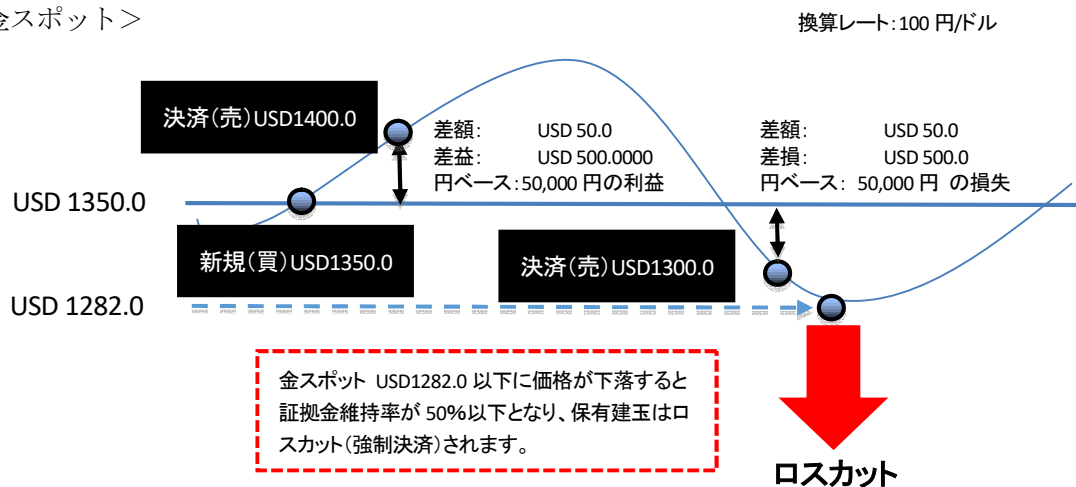 金スポット＞
換算レート：100 円/ドル
決済（売）USD1400.0
差額： USD 50.0
差益： USD 500.0000
円ベース：50,000 円の利益
差額： USD 50.0
差損： USD 500.0
円ベース： 50,000 円 の損失
USD 1350.0
新規（買）USD1350.0
決済（売）USD1300.0
USD 1282.0
金スポット USD1282.0 以下に価格が下落すると
証拠金維持率が 50%以下となり、保有建玉はロ
スカット（強制決済）されます。
ロスカット